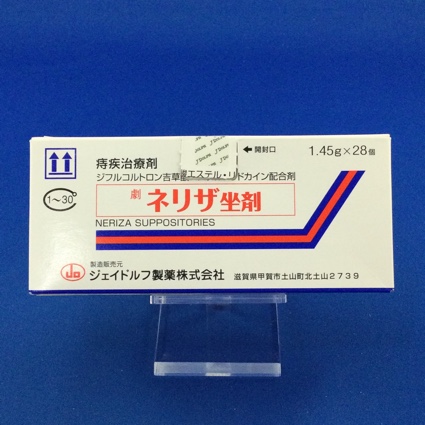 開封口
1.45g×28個
痔疾治療剤
ジフルコルトロン吉草酸エステル・リドカイン配合剤
1～30°
劇 ネリザ坐剤
NERIZA SUPPOSITORIES
製造販売元
JD ジェイドルフ製薬株式会社 滋賀県甲賀市土山町北土山2739